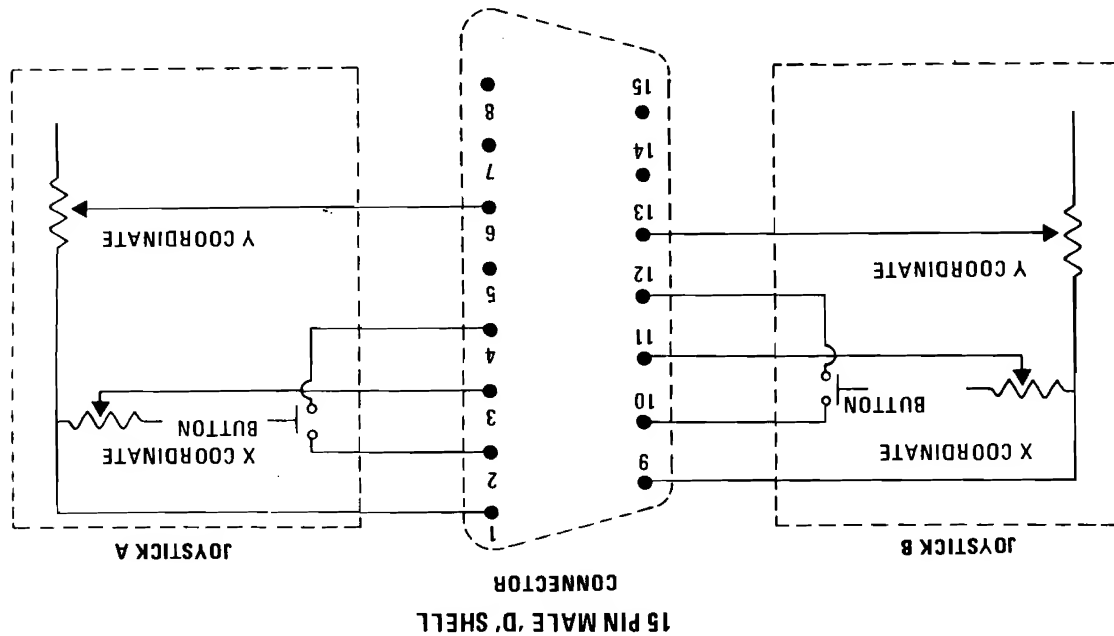 15 PIN MALE 'D' SHELL
CONNECTOR
JOYSTICK B
X COORDINATE
BUTTON
Y COORDINATE
9
10
11
12
13
14
15
1
2
3
4
5
6
7
8
JOYSTICK A
X COORDINATE
BUTTON
Y COORDINATE